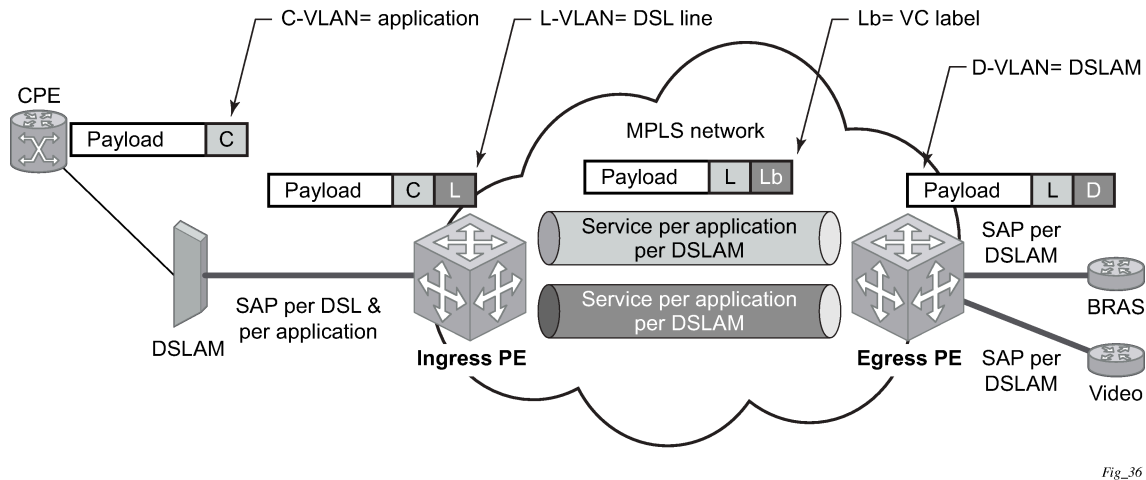 C-VLAN= application
L-VLAN= DSL line
Lb= VC label
D-VLAN= DSLAM
CPE
Payload C
MPLS network
Payload C L
Payload L Lb
Payload L D
Service per application
per DSLAM
SAP per
DSLAM
SAP per DSL &
per application
Service per application
per DSLAM
BRAS
DSLAM
Ingress PE
Egress PE
SAP per
DSLAM
Video
Fig_36